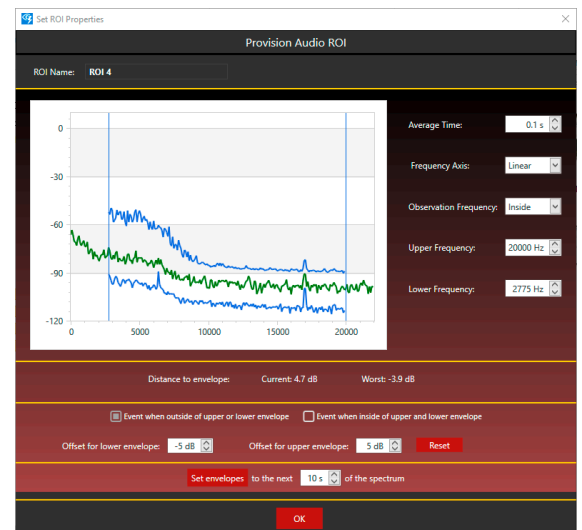 Set ROI Properties
Provision Audio ROI
ROI Name: ROI 4
Average Time: 0.1 s
Frequency Axis: Linear
Observation Frequency: Inside
Upper Frequency: 20000 Hz
Lower Frequency: 2775 Hz
0
-30
-60
-90
-120
0 5000 10000 15000 20000
Distance to envelope: Current: 4.7 dB Worst: -3.9 dB
Event when outside of upper or lower envelope Event when inside of upper and lower envelope
Offset for lower envelope: -5 dB Offset for upper envelope: 5 dB Reset
Set envelopes to the next 10 s of the spectrum
OK